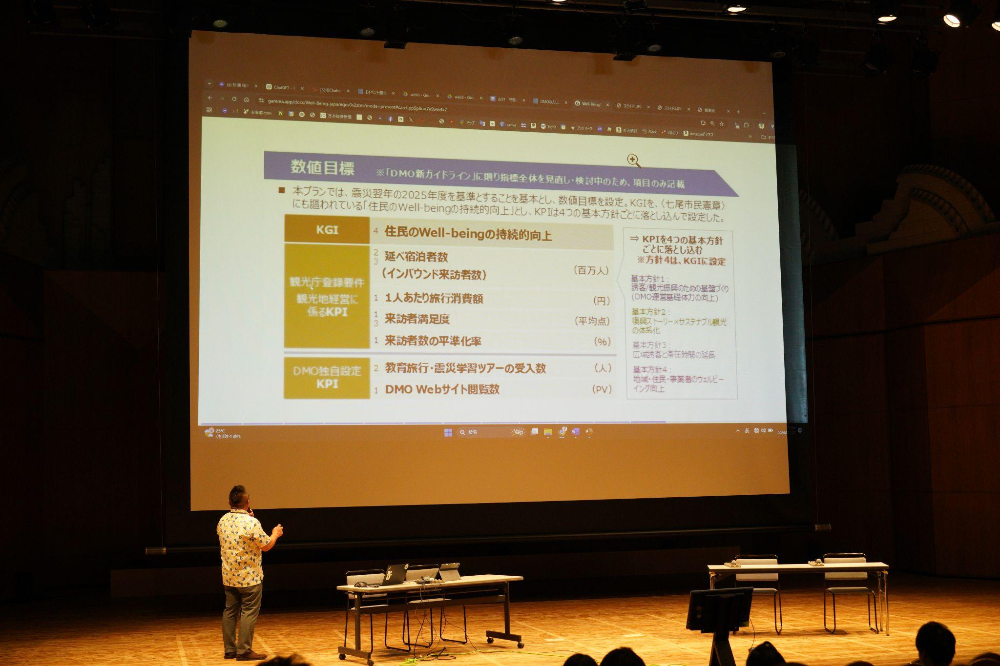 (3) 杉浦
ChatGPT -
[3(1)]Chatw
【イベント開催
web3 - Goo
web3 - Goo
3/27 特別
DMOなんじ
Well-Being
スライド1.JPG
スライド2.JPG
概要版
gamma.app/docs/Well-Being-japareqes0s2zrm?mode=present#card-pp5p0uq7e9ww4k7
お名前.com
日本経済新聞
マップ
canva
Eight
ブックマーク
楽天銀行
Slack
メルカリ
Amazonビジネス
数値目標 ※「DMO新ガイドライン」に則り指標全体を見直し・検討中のため、項目のみ記載
■ 本プランでは、震災翌年の2025年度を基準とすることを基本とし、数値目標を設定。KGIを、〈七尾市民憲章〉
にも謳われている「住民のWell-beingの持続的向上」とし、KPIは4つの基本方針ごとに落とし込んで設定した。
KGI
4 住民のWell-beingの持続的向上
観光庁登録要件
観光地経営に
係るKPI
2
3
延べ宿泊者数
(インバウンド来訪者数)
(百万人)
1 1人あたり旅行消費額 (円)
1
3
来訪者満足度 (平均点)
1 来訪者数の平準化率 (%)
DMO独自設定
KPI
2 教育旅行・震災学習ツアーの受入数 (人)
1 DMO Webサイト閲覧数 (PV)
⇒ KPIを4つの基本方針
ごとに落とし込む
※方針4は、KGIに設定
基本方針1:
誘客/観光振興のための基盤づくり
(DMO運営基礎体力の向上)
基本方針2:
復興ストーリー×サステナブル観光
の体系化
基本方針3:
広域誘客と滞在時間の延長
基本方針4:
地域・住民・事業者のウェルビー
イング向上
23°C
くもり時々晴れ
検索
あ